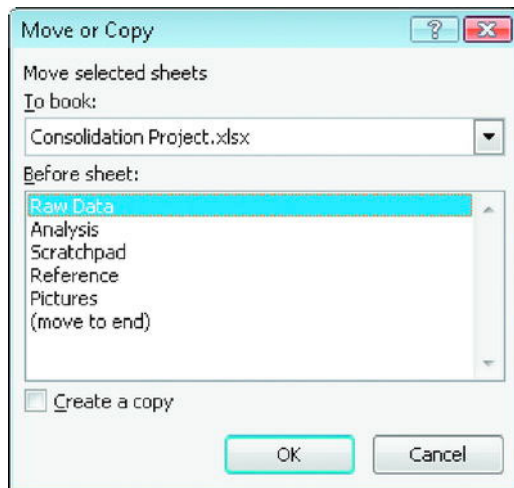 Move or Copy
Move selected sheets
To book:
Consolidation Project.xlsx
Before sheet:
Raw Data
Analysis
Scratchpad
Reference
Pictures
(move to end)
Create a copy
OK Cancel